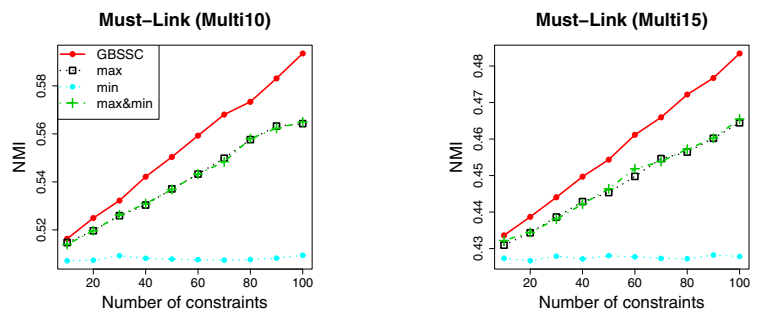 Must-Link (Multi10)
GBSSC
max
min
max&min
NMI
0.58
0.56
0.54
0.52
20 40 60 80 100
Number of constraints
Must-Link (Multi15)
NMI
0.48
0.47
0.46
0.45
0.44
0.43
20 40 60 80 100
Number of constraints